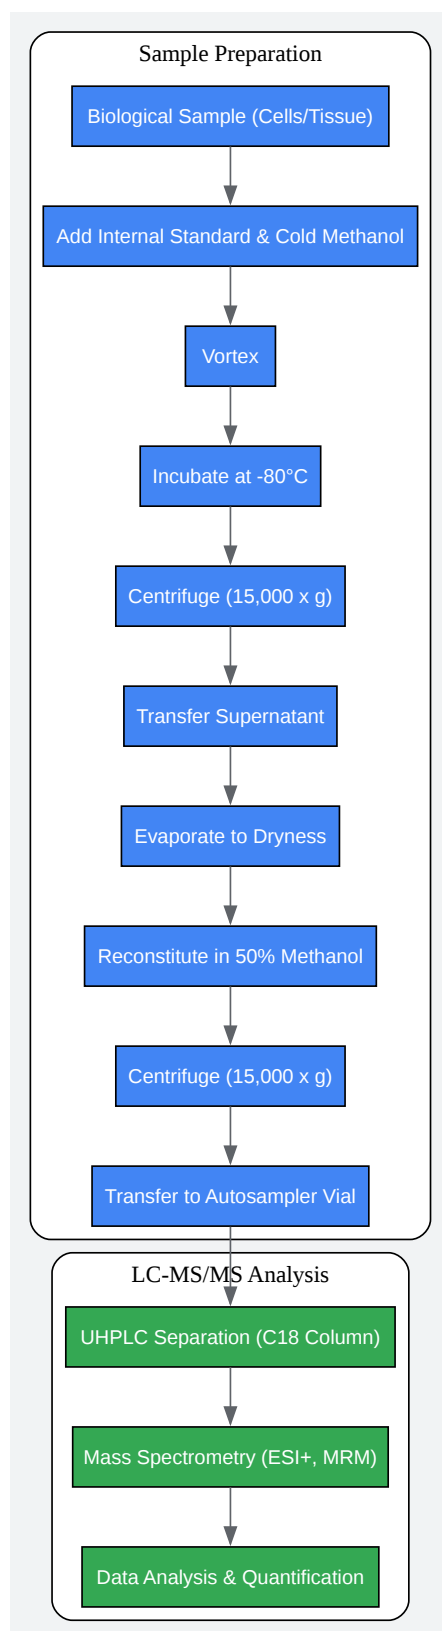 Sample Preparation
Biological Sample (Cells/Tissue)
Add Internal Standard & Cold Methanol
Vortex
Incubate at -80°C
Centrifuge (15,000 x g)
Transfer Supernatant
Evaporate to Dryness
Reconstitute in 50% Methanol
Centrifuge (15,000 x g)
Transfer to Autosampler Vial
LC-MS/MS Analysis
UHPLC Separation (C18 Column)
Mass Spectrometry (ESI+, MRM)
Data Analysis & Quantification